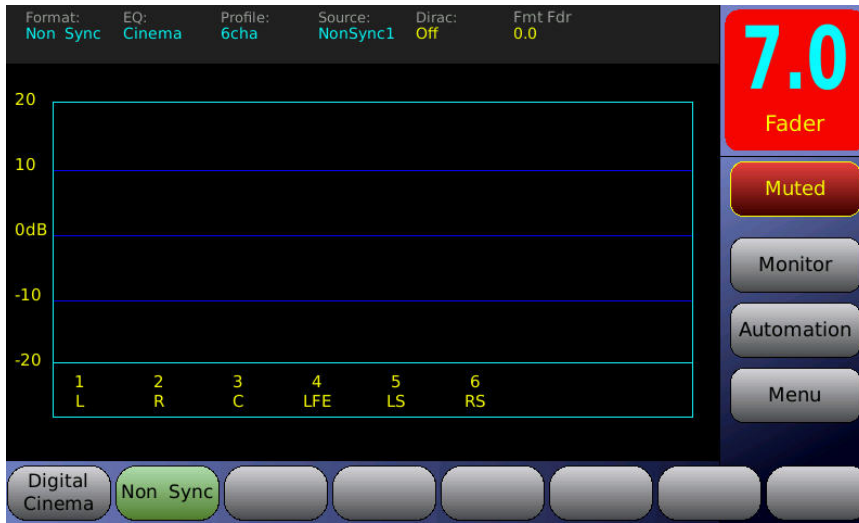 Format: EQ: Profile: Source: Dirac: Fmt Fdr
Non Sync Cinema 6cha NonSync1 Off 0.0
7.0
Fader
Muted
Monitor
Automation
Menu
20
10
0dB
-10
-20
1 2 3 4 5 6
L R C LFE LS RS
Digital Cinema
Non Sync